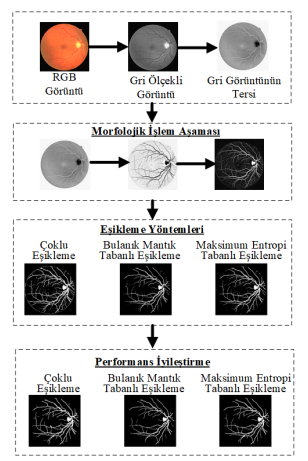 RGB
Görüntü
Gri Ölçekli
Görüntü
Gri Görüntünün
Tersi
Morfolojik İşlem Aşaması
Eşikleme Yöntemleri
Çoklu
Eşikleme
Bulanık Mantık
Tabanlı Eşikleme
Maksimum Entropi
Tabanlı Eşikleme
Performans İyileştirme
Çoklu
Eşikleme
Bulanık Mantık
Tabanlı Eşikleme
Maksimum Entropi
Tabanlı Eşikleme